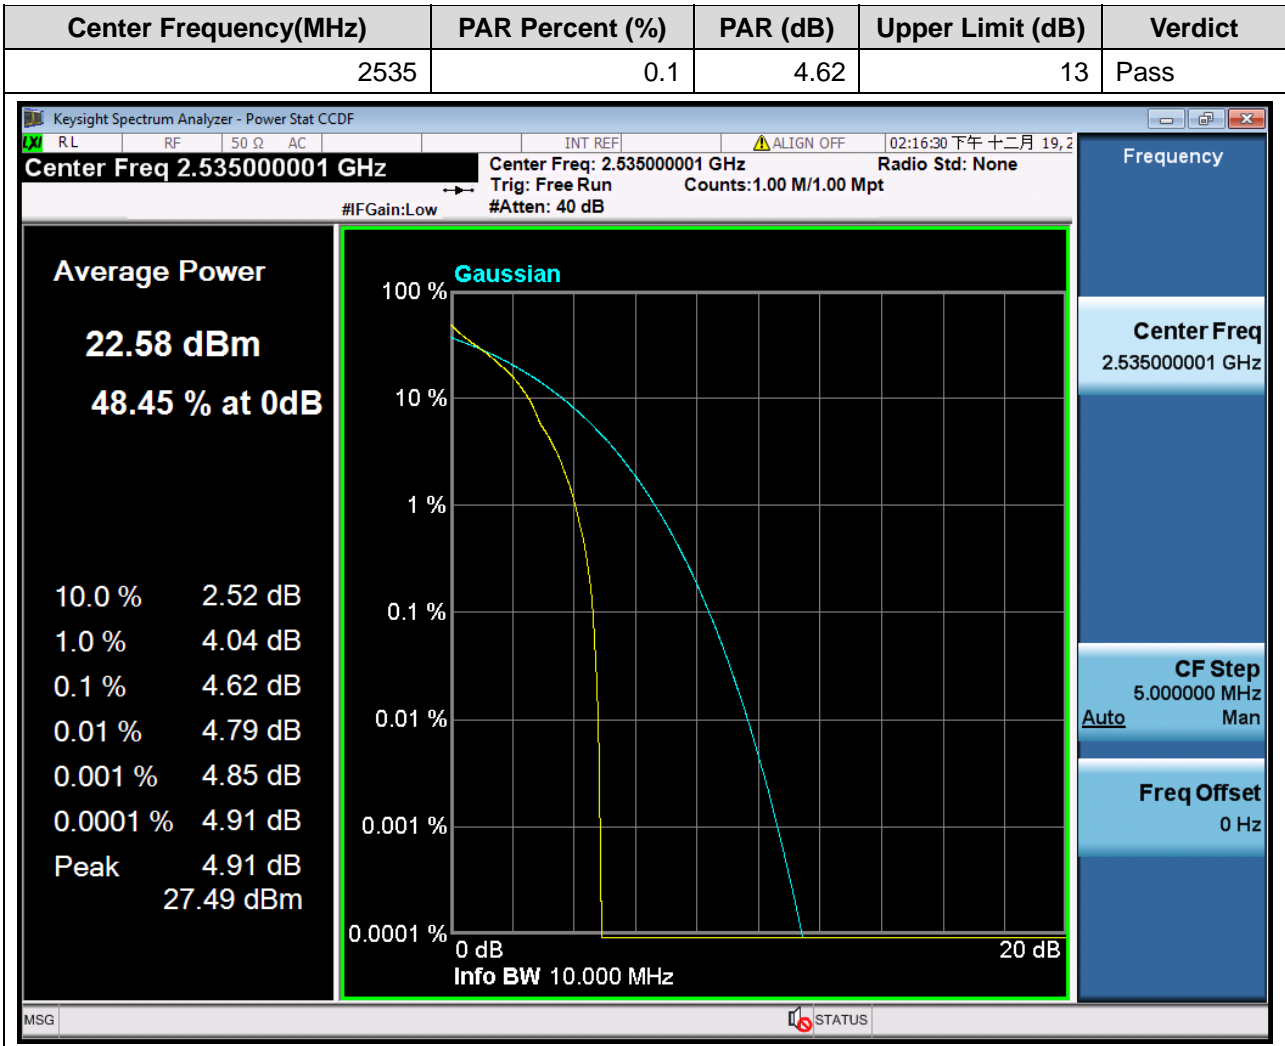 Center Frequency(MHz) PAR Percent (%) PAR (dB) Upper Limit (dB) Verdict
2535 0.1 4.62 13 Pass
Keysight Spectrum Analyzer - Power Stat CCDF
LXI RL RF 50 Ω AC INT REF ALIGN OFF 02:16:30 下午 十二月 19, 2
Center Freq 2.535000001 GHz
Center Freq: 2.535000001 GHz Radio Std: None
Trig: Free Run Counts:1.00 M/1.00 Mpt
#IFGain:Low #Atten: 40 dB
Frequency
Average Power
22.58 dBm
48.45 % at 0dB
10.0 % 2.52 dB
1.0 % 4.04 dB
0.1 % 4.62 dB
0.01 % 4.79 dB
0.001 % 4.85 dB
0.0001 % 4.91 dB
Peak 4.91 dB
27.49 dBm
Gaussian
100 %
10 %
1 %
0.1 %
0.01 %
0.001 %
0.0001 %
0 dB 20 dB
Info BW 10.000 MHz
Center Freq
2.535000001 GHz
CF Step
5.000000 MHz
Auto Man
Freq Offset
0 Hz
MSG STATUS